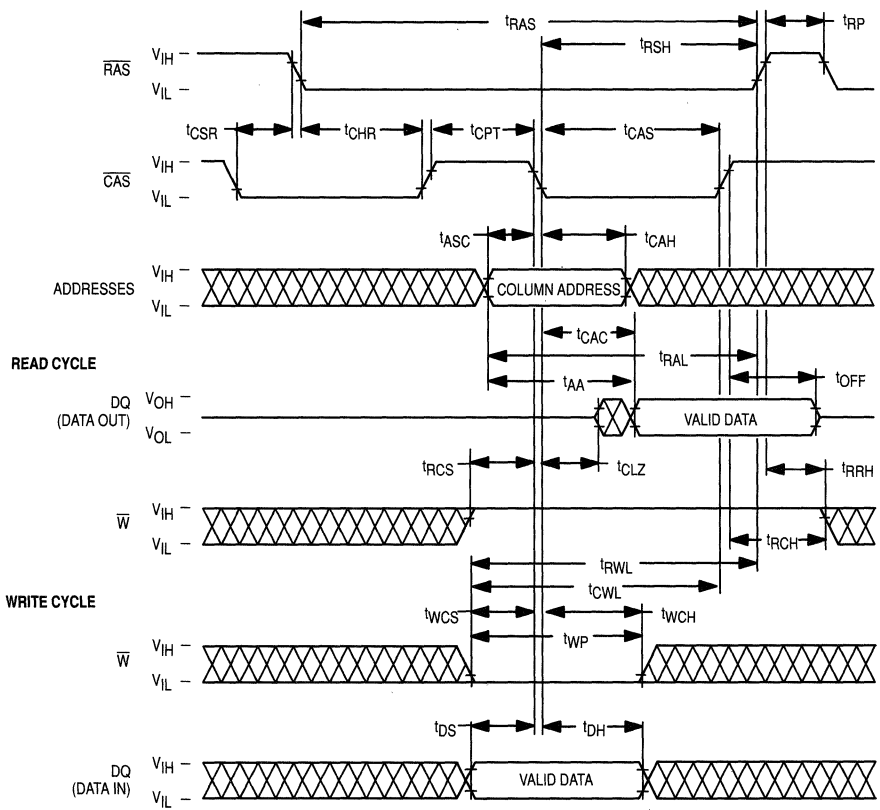 tRAS
tRP
tRSH
RAS
VIH
VIL
tCSR
tCHR
tCPT
tCAS
CAS
VIH
VIL
tASC
tCAH
ADDRESSES
VIH
VIL
COLUMN ADDRESS
tCAC
READ CYCLE
tRAL
tAA
tOFF
DQ
(DATA OUT)
VOH
VOL
VALID DATA
tRCS
tCLZ
tRRH
W
VIH
VIL
tRCH
tRWL
tCWL
WRITE CYCLE
tWCS
tWCH
tWP
W
VIH
VIL
tDS
tDH
DQ
(DATA IN)
VIH
VIL
VALID DATA